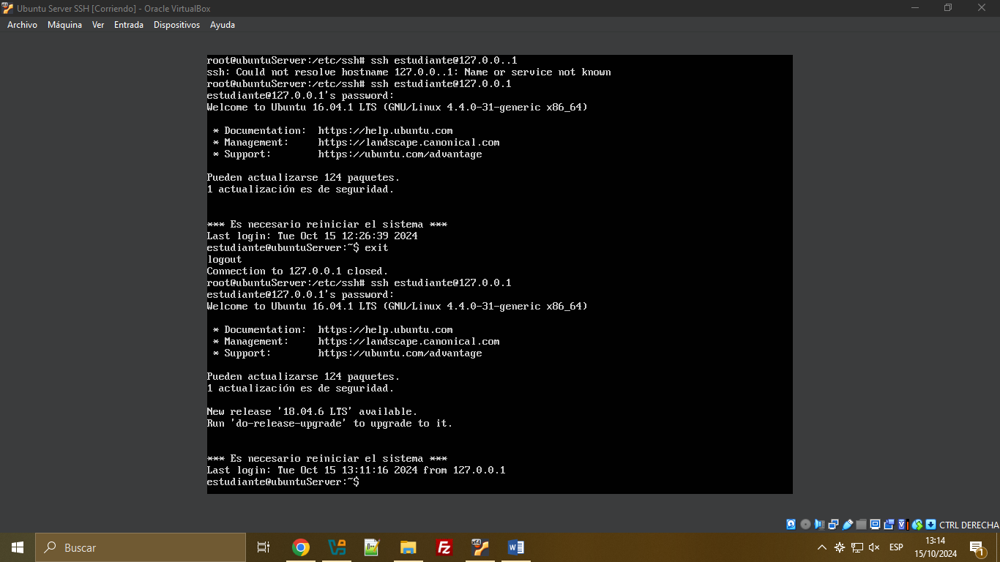 Ubuntu Server SSH [Corriendo] - Oracle VirtualBox
Archivo Máquina Ver Entrada Dispositivos Ayuda
root@ubuntuServer:/etc/ssh# ssh estudiante@127.0.0..1
ssh: Could not resolve hostname 127.0.0..1: Name or service not known
root@ubuntuServer:/etc/ssh# ssh estudiante@127.0.0.1
estudiante@127.0.0.1's password:
Welcome to Ubuntu 16.04.1 LTS (GNU/Linux 4.4.0-31-generic x86_64)
* Documentation: https://help.ubuntu.com
* Management: https://landscape.canonical.com
* Support: https://ubuntu.com/advantage
Pueden actualizarse 124 paquetes.
1 actualización es de seguridad.
*** Es necesario reiniciar el sistema ***
Last login: Tue Oct 15 12:26:39 2024
estudiante@ubuntuServer:~$ exit
logout
Connection to 127.0.0.1 closed.
root@ubuntuServer:/etc/ssh# ssh estudiante@127.0.0.1
estudiante@127.0.0.1's password:
Welcome to Ubuntu 16.04.1 LTS (GNU/Linux 4.4.0-31-generic x86_64)
* Documentation: https://help.ubuntu.com
* Management: https://landscape.canonical.com
* Support: https://ubuntu.com/advantage
Pueden actualizarse 124 paquetes.
1 actualización es de seguridad.
New release '18.04.6 LTS' available.
Run 'do-release-upgrade' to upgrade to it.
*** Es necesario reiniciar el sistema ***
Last login: Tue Oct 15 13:11:16 2024 from 127.0.0.1
estudiante@ubuntuServer:~$
CTRL DERECHA
Buscar
ESP
13:14
15/10/2024
1